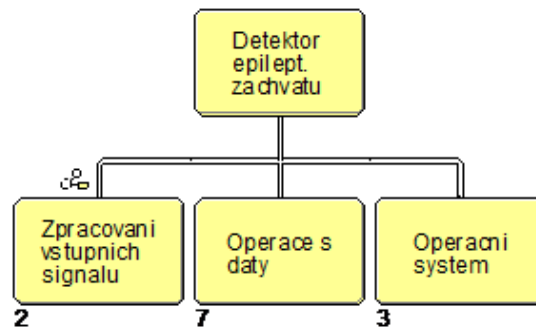 Detektor
epilept.
zachvatu
Zpracovani
vstupnich
signalu
Operace s
daty
Operacni
system
2
7
3